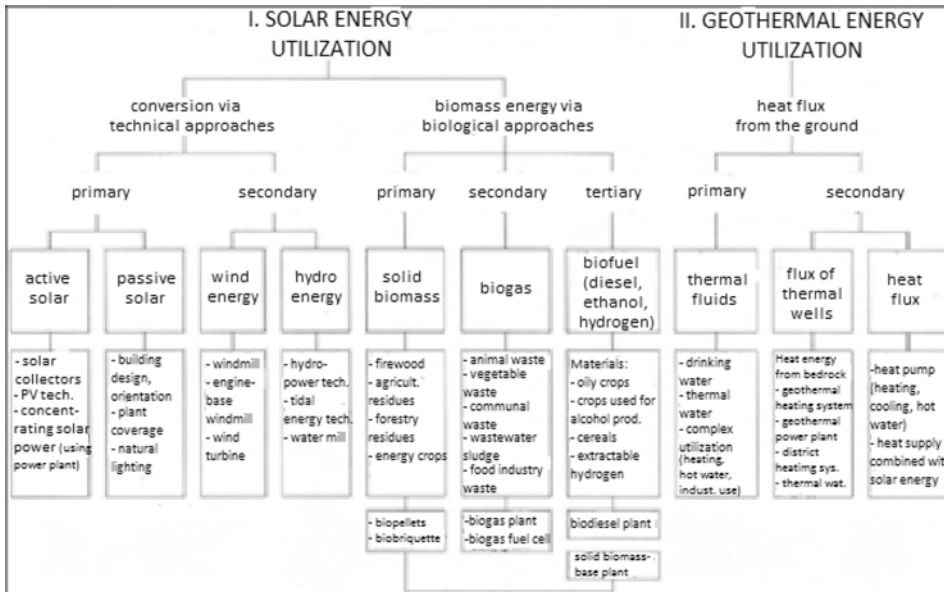 I. SOLAR ENERGY
UTILIZATION
II. GEOTHERMAL ENERGY
UTILIZATION
conversion via
technical approaches
biomass energy via
biological approaches
heat flux
from the ground
primary
secondary
primary
secondary
tertiary
primary
secondary
active
solar
passive
solar
wind
energy
hydro
energy
solid
biomass
biogas
biofuel
(diesel,
ethanol,
hydrogen)
thermal
fluids
flux of
thermal
wells
heat
flux
- solar
collectors
- PV tech.
- concent-
rating solar
power (using
power plant)
- building
design,
orientation
- plant
coverage
- natural
lighting
- windmill
- engine-
base
windmill
- wind
turbine
- hydro-
power tech.
- tidal
energy tech.
- water mill
- firewood
- agricult.
residues
- forestry
residues
- energy crops
- animal waste
- vegetable
waste
- communal
waste
- wastewater
sludge
- food industry
waste
Materials:
- oily crops
- crops used for
alcohol prod.
- cereals
- extractable
hydrogen
- drinking
water
- thermal
water
- complex
utilization
(heating,
hot water,
indust. use)
Heat energy
from bedrock
- geothermal
heating system
- geothermal
power plant
- district
heatimg sys.
- thermal wat.
-heat pump
(heating,
cooling, hot
water)
- heat supply
combined wit
solar energy
- biopellets
- biobriquette
-biogas plant
-biogas fuel cell
biodiesel plant
solid biomass-
base plant